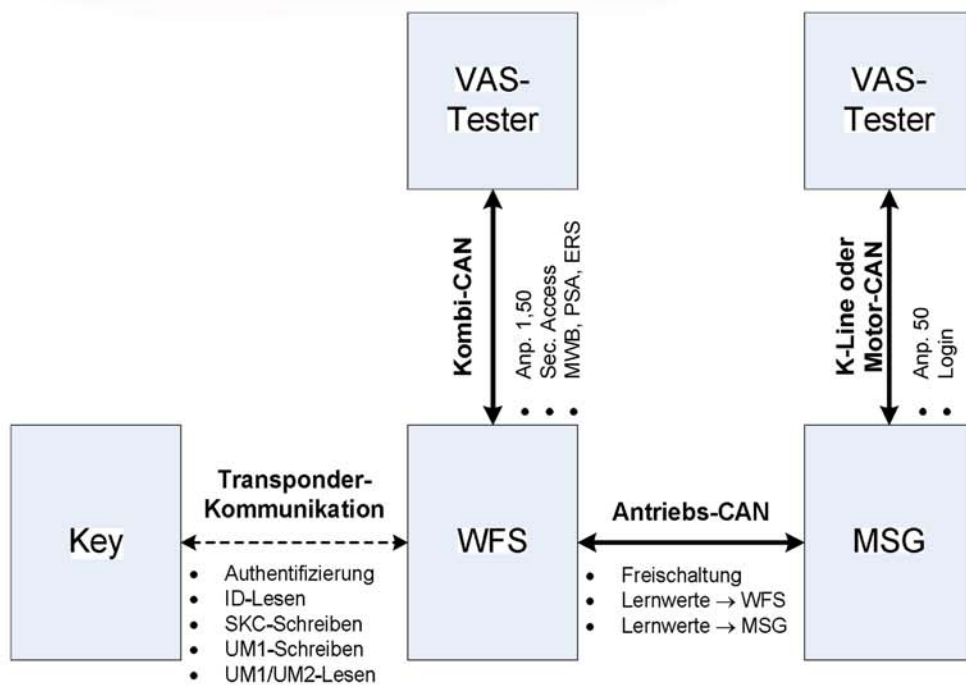 VAS-
Tester
VAS-
Tester
Kombi-CAN
• Anp. 1,50
• Sec. Access
• MWB, PSA, ERS
K-Line oder
Motor-CAN
• Anp. 50
• Login
Key
Transponder-
Kommunikation
• Authentifizierung
• ID-Lesen
• SKC-Schreiben
• UM1-Schreiben
• UM1/UM2-Lesen
WFS
Antriebs-CAN
• Freischaltung
• Lernwerte → WFS
• Lernwerte → MSG
MSG